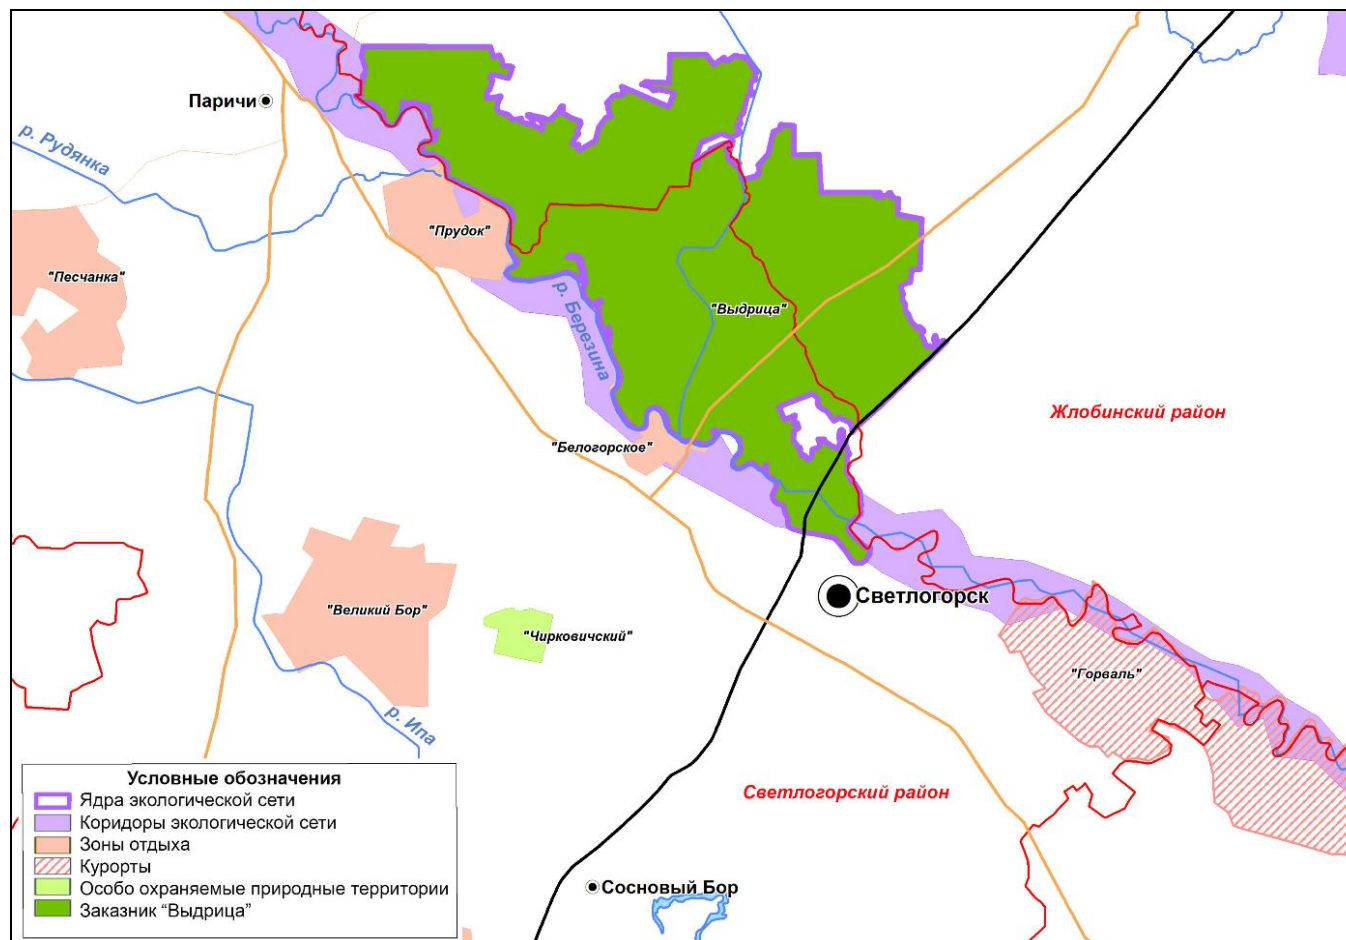 Паричи
р. Рудянка
"Прудок"
"Песчанка"
р. Березина
"Выдрица"
Жлобинский район
"Белогорское"
Светлогорск
"Великий Бор"
"Чирковичский"
"Горваль"
р. Ипа
Светлогорский район
Сосновый Бор
Условные обозначения
Ядра экологической сети
Коридоры экологической сети
Зоны отдыха
Курорты
Особо охраняемые природные территории
Заказник “Выдрица”